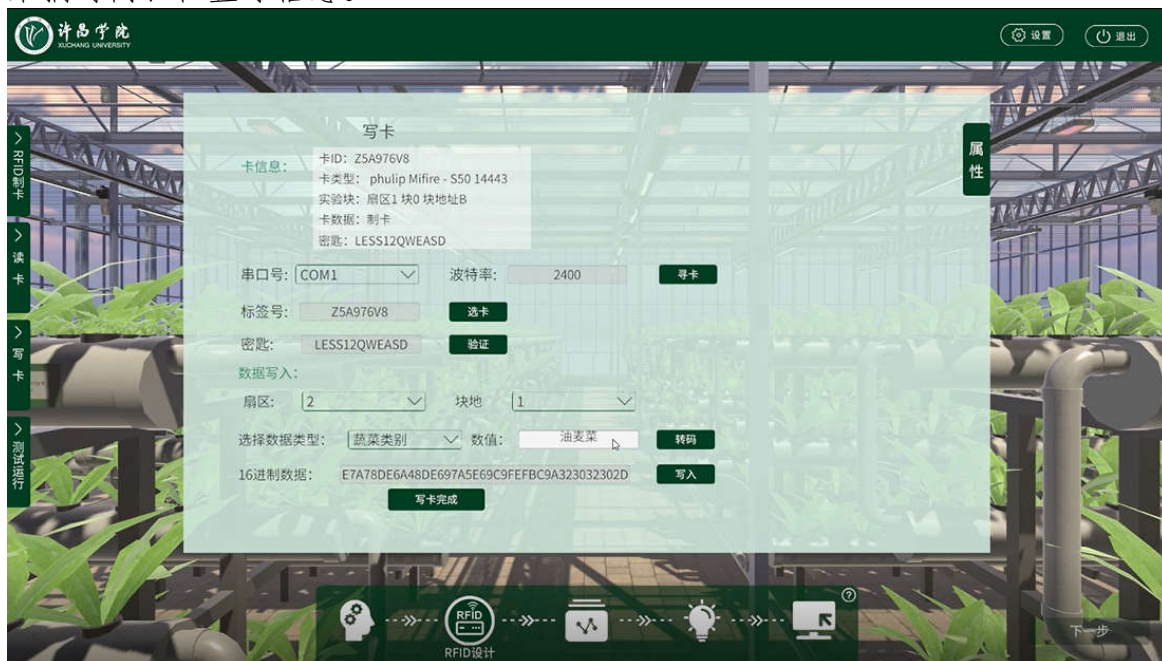 许昌学院
XUCHANG UNIVERSITY
设置
退出
写卡
卡信息：
卡ID：Z5A976V8
卡类型： phulip Mifire - S50 14443
实验块：扇区1 块0 块地址B
卡数据：制卡
密匙：LESS12QWEASD
属性
RFID制卡
读卡
写卡
测试运行
串口号： COM1
波特率： 2400
寻卡
标签号： Z5A976V8
选卡
密匙： LESS12QWEASD
验证
数据写入：
扇区： 2
块地 1
选择数据类型： 蔬菜类别
数值： 油麦菜
转码
16进制数据： E7A78DE6A48DE697A5E69C9FEFBC9A323032302D
写入
写卡完成
RFID
RFID设计
?
下一步